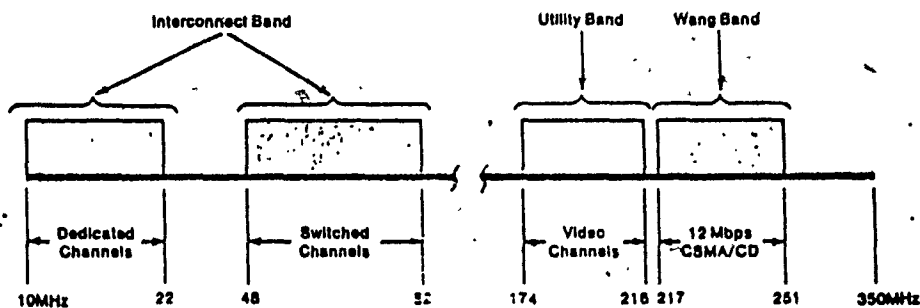 Interconnect Band
Utility Band
Wang Band
Dedicated
Channels
Switched
Channels
Video
Channels
12 Mbps
CSMA/CD
10MHz 22 48 174 216 217 251 350MHz